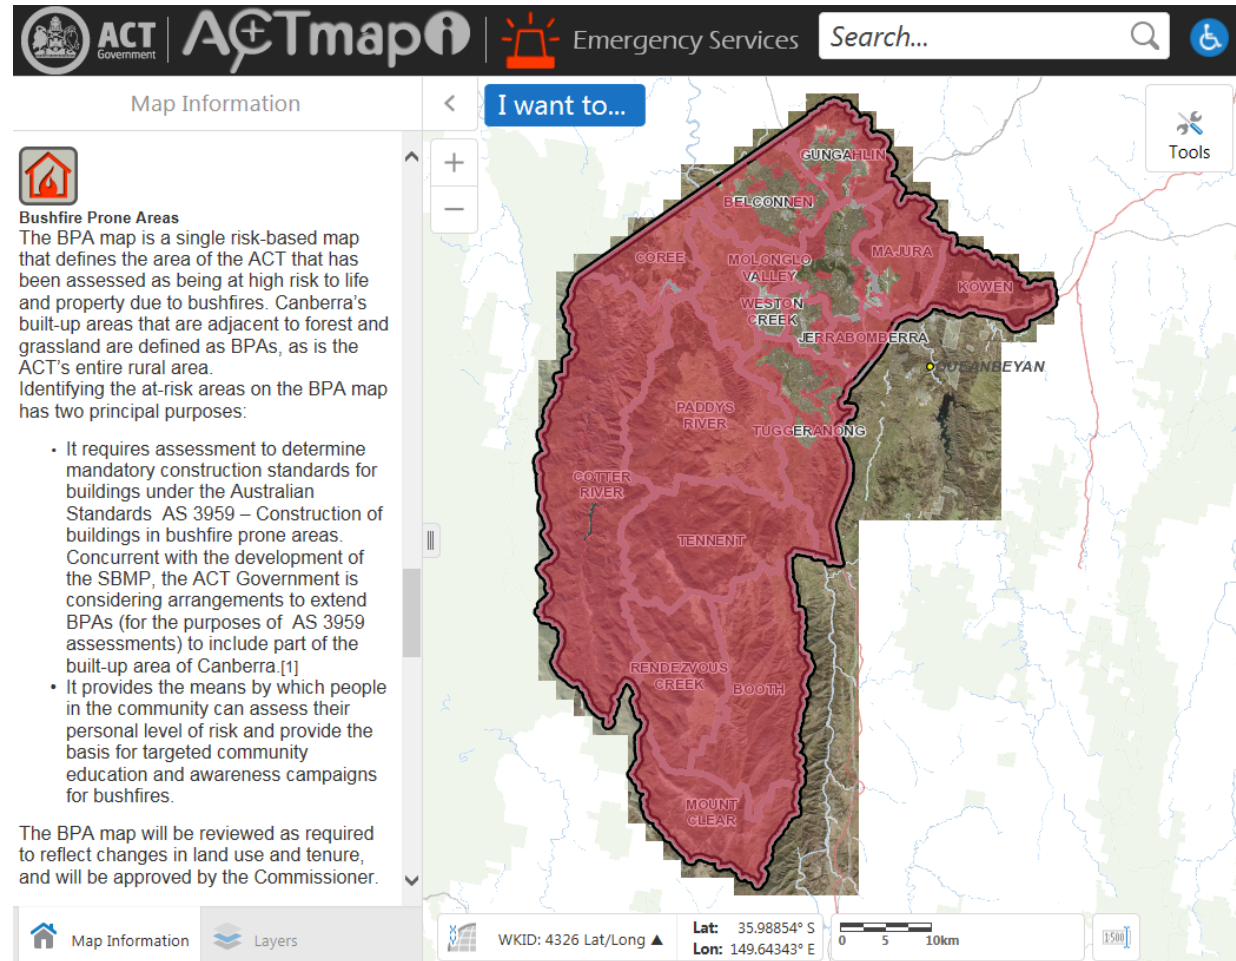 ACT
Government
ACTmapi
Emergency Services
Search...
Map Information
I want to...
Tools
Bushfire Prone Areas
The BPA map is a single risk-based map
that defines the area of the ACT that has
been assessed as being at high risk to life
and property due to bushfires. Canberra's
built-up areas that are adjacent to forest and
grassland are defined as BPAs, as is the
ACT's entire rural area.
Identifying the at-risk areas on the BPA map
has two principal purposes:
• It requires assessment to determine
mandatory construction standards for
buildings under the Australian
Standards  AS 3959 – Construction of
buildings in bushfire prone areas.
Concurrent with the development of
the SBMP, the ACT Government is
considering arrangements to extend
BPAs (for the purposes of  AS 3959
assessments) to include part of the
built-up area of Canberra.[1]
• It provides the means by which people
in the community can assess their
personal level of risk and provide the
basis for targeted community
education and awareness campaigns
for bushfires.
The BPA map will be reviewed as required
to reflect changes in land use and tenure,
and will be approved by the Commissioner.
Map Information
Layers
GUNGAHLIN
BELCONNEN
COREE
MOLONGLO
VALLEY
MAJURA
KOWEN
WESTON
CREEK
JERRABOMBERRA
QUEANBEYAN
PADDYS
RIVER
TUGGERANONG
COTTER
RIVER
TENNENT
RENDEZVOUS
CREEK
BOOTH
MOUNT
CLEAR
WKID: 4326 Lat/Long ▲
Lat: 35.98854° S
Lon: 149.64343° E
0 5 10km
1:500